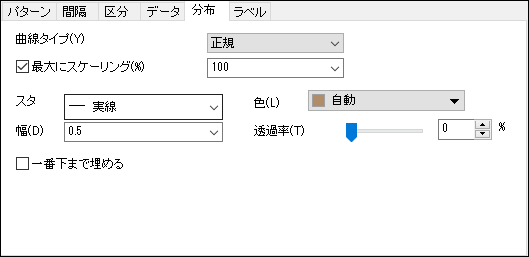 パターン 間隔 区分 データ 分布 ラベル
曲線タイプ(Y) 正規
最大にスケーリング(%) 100
スタ 実線 色(L) 自動
幅(D) 0.5 透過率(T) 0 %
一番下まで埋める